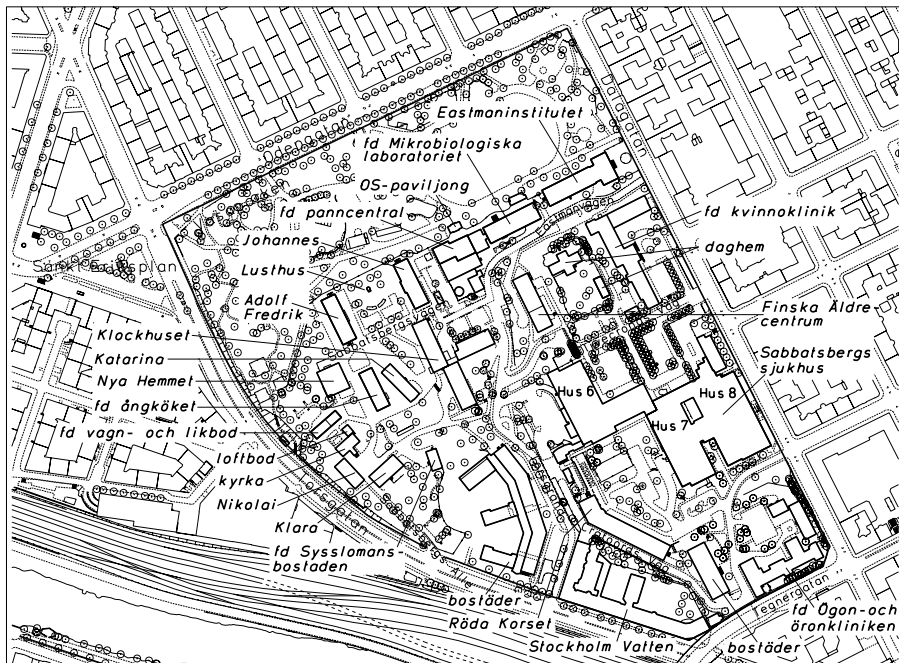 Eastmaninstitutet
fd Mikrobiologiska
laboratoriet
OS-paviljong
fd panncentral
Johannes
Lusthus
Adolf
Fredrik
Klockhuset
Katarina
Nya Hemmet
fd ångköket
fd vagn- och likbod
loftbod
kyrka
Nikolai
Klara
fd Sysslomans-
bostaden
fd kvinnoklinik
daghem
Finska Äldre
centrum
Sabbatsbergs
sjukhus
Hus 6
Hus 7
Hus 8
bostäder
Röda Korset
Stockholm Vatten
bostäder
fd Ögon-och
öronkliniken
Tegnergatan